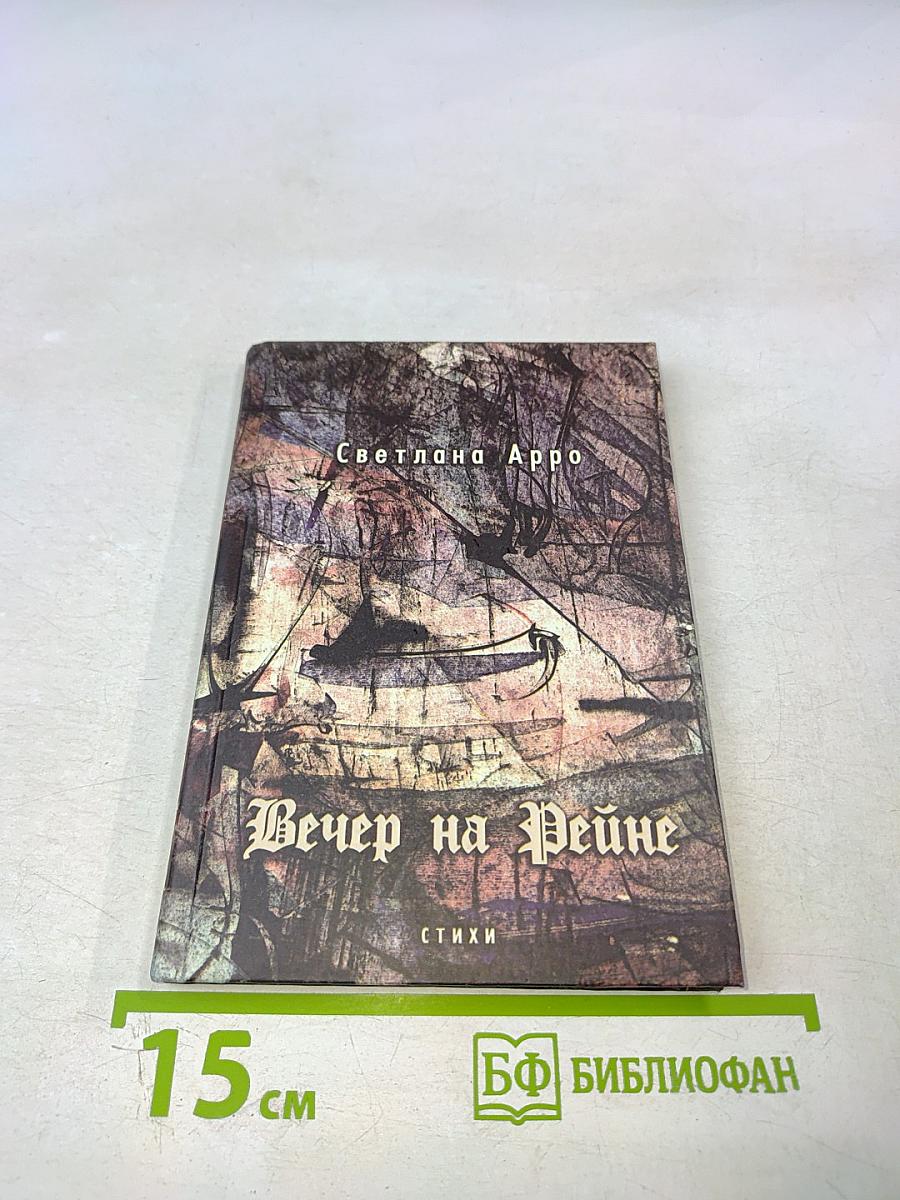 Светлана Арро
Вечер на Рейне
СТИХИ
15 см
БФ БИБЛИОФАН